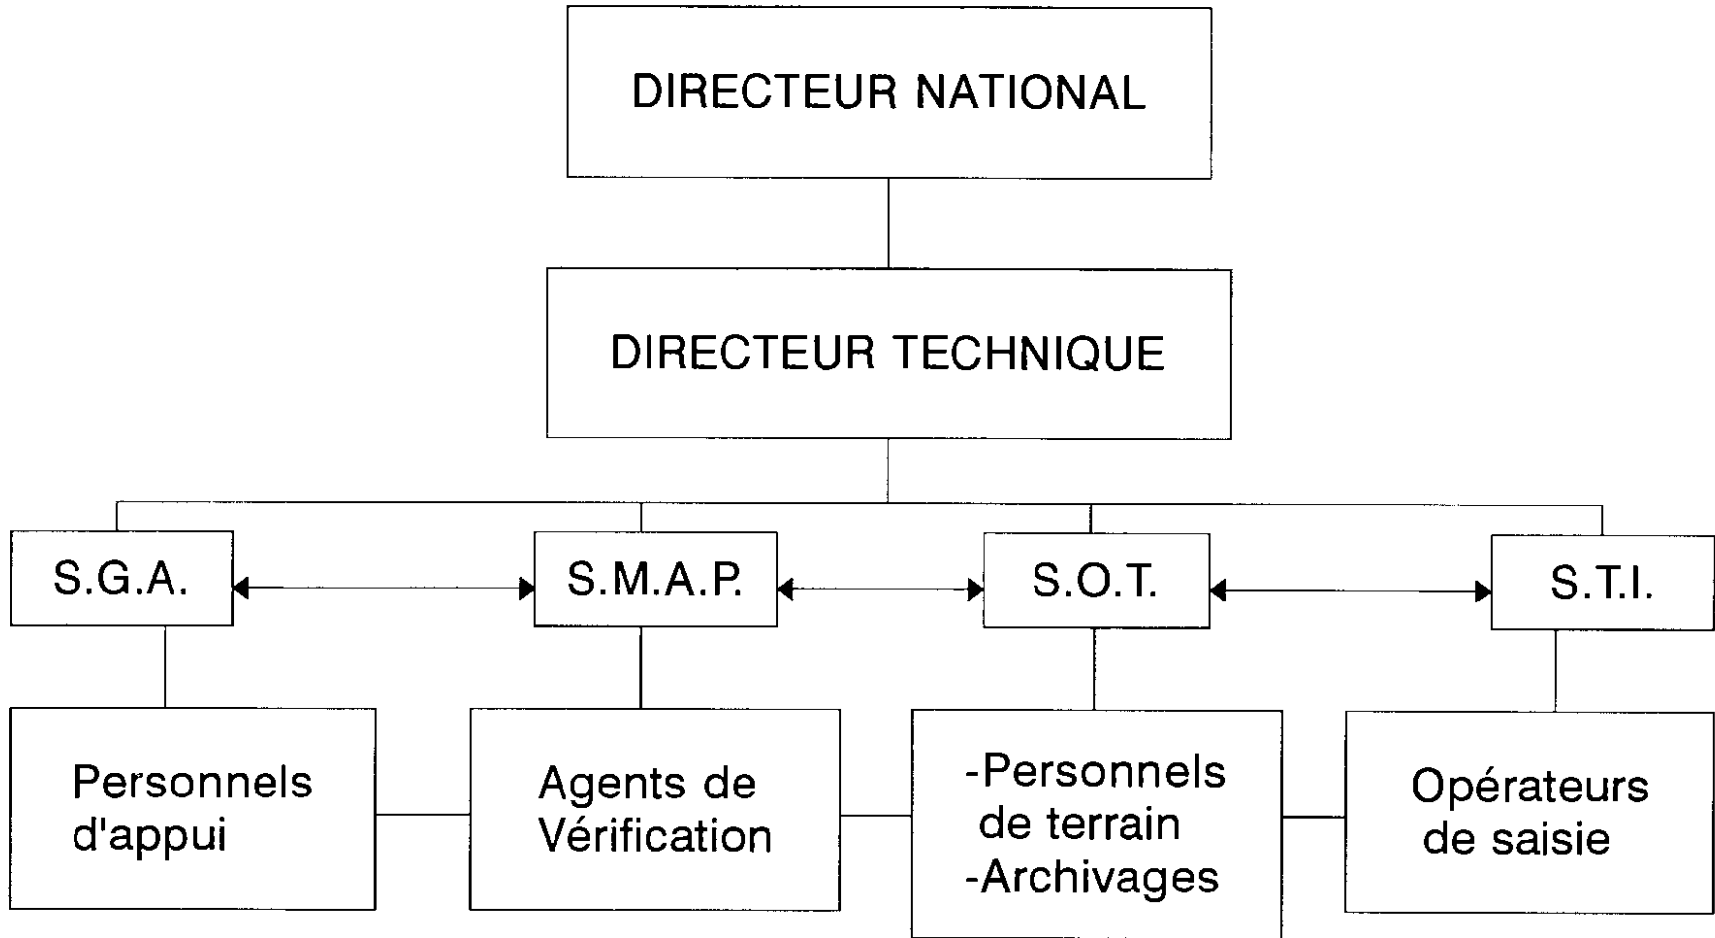 DIRECTEUR NATIONAL
DIRECTEUR TECHNIQUE
S.G.A.
S.M.A.P.
S.O.T.
S.T.I.
Personnels
d'appui
Agents de
Vérification
-Personnels
de terrain
-Archivages
Opérateurs
de saisie